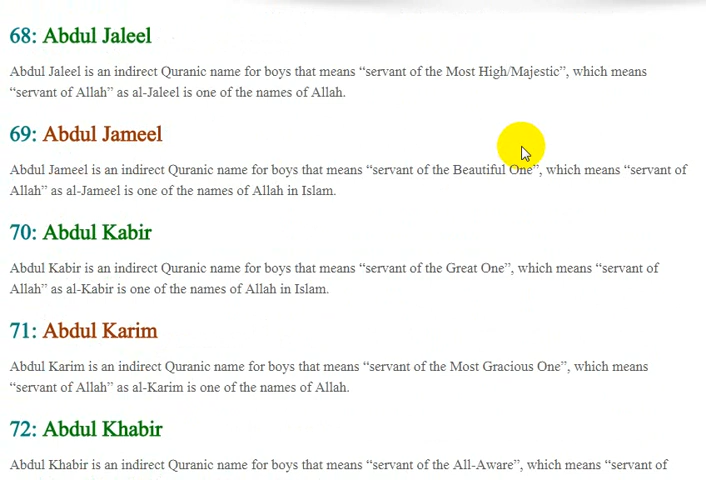 68: Abdul Jaleel
Abdul Jaleel is an indirect Quranic name for boys that means “servant of the Most High/Majestic”, which means
“servant of Allah” as al-Jaleel is one of the names of Allah.
69: Abdul Jameel
Abdul Jameel is an indirect Quranic name for boys that means “servant of the Beautiful One”, which means “servant of
Allah” as al-Jameel is one of the names of Allah in Islam.
70: Abdul Kabir
Abdul Kabir is an indirect Quranic name for boys that means “servant of the Great One”, which means “servant of
Allah” as al-Kabir is one of the names of Allah in Islam.
71: Abdul Karim
Abdul Karim is an indirect Quranic name for boys that means “servant of the Most Gracious One”, which means
“servant of Allah” as al-Karim is one of the names of Allah.
72: Abdul Khabir
Abdul Khabir is an indirect Quranic name for boys that means “servant of the All-Aware”, which means “servant of